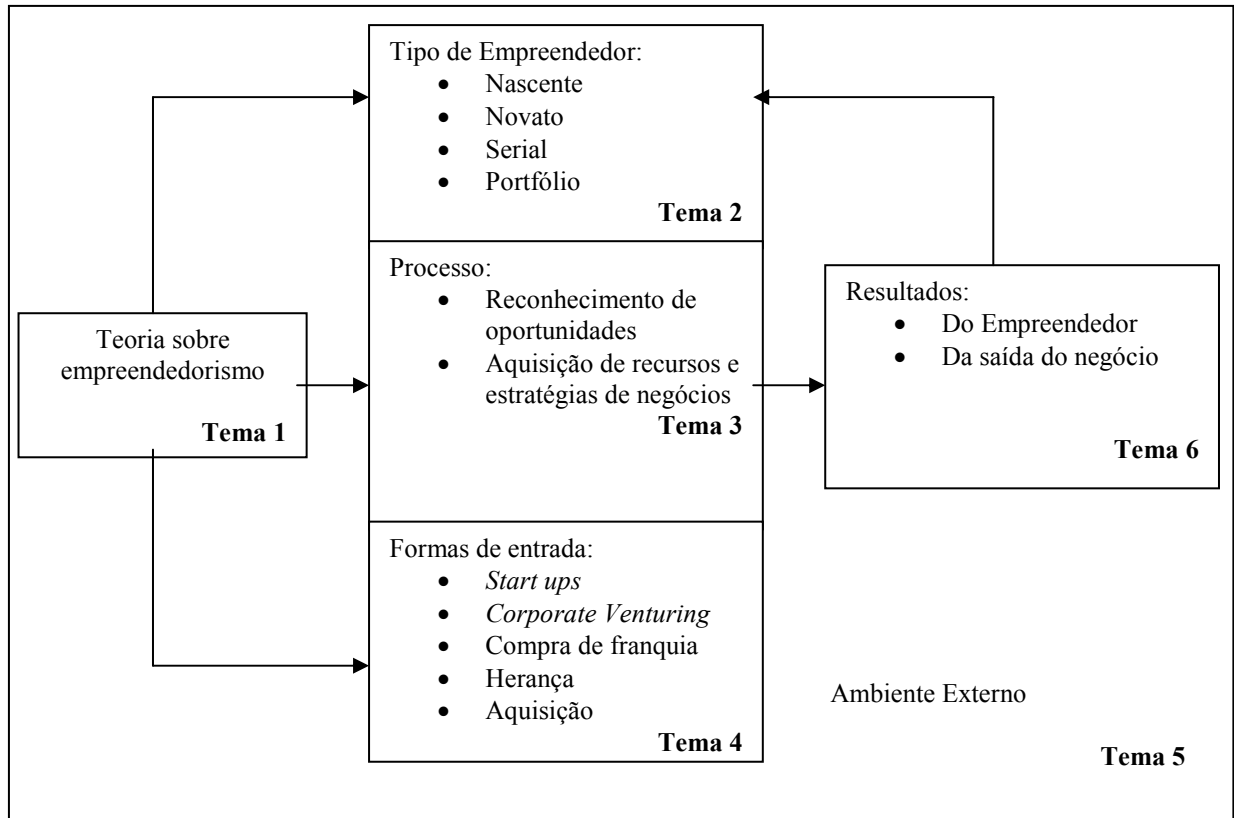 Tipo de Empreendedor:
• Nascente
• Novato
• Serial
• Portfólio
Tema 2
Processo:
• Reconhecimento de
oportunidades
• Aquisição de recursos e
estratégias de negócios
Tema 3
Teoria sobre
empreendedorismo
Tema 1
Resultados:
• Do Empreendedor
• Da saída do negócio
Tema 6
Formas de entrada:
• Start ups
• Corporate Venturing
• Compra de franquia
• Herança
• Aquisição
Tema 4
Ambiente Externo
Tema 5